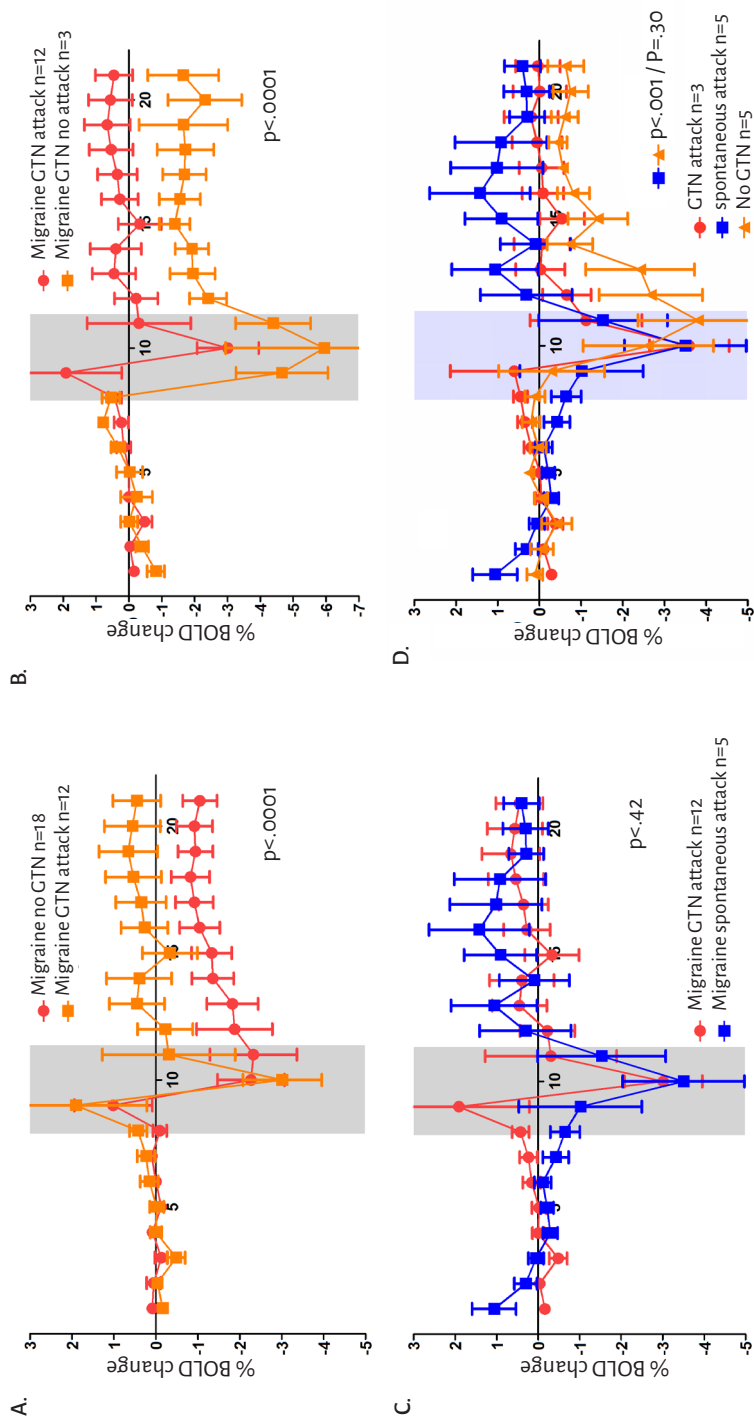 A.
Migraine no GTN n=18
Migraine GTN attack n=12
p<.0001
% BOLD change
3
2
1
0
-1
-2
-3
-4
-5
5
10
15
20
B.
Migraine GTN attack n=12
Migraine GTN no attack n=3
p<.0001
% BOLD change
3
2
1
0
-1
-2
-3
-4
-5
-6
-7
5
10
15
20
C.
p<.42
Migraine GTN attack n=12
Migraine spontaneous attack n=5
% BOLD change
3
2
1
0
-1
-2
-3
-4
-5
5
10
15
20
D.
p<.001 / P=.30
GTN attack n=3
spontaneous attack n=5
No GTN n=5
% BOLD change
3
2
1
0
-1
-2
-3
-4
-5
5
10
15
20